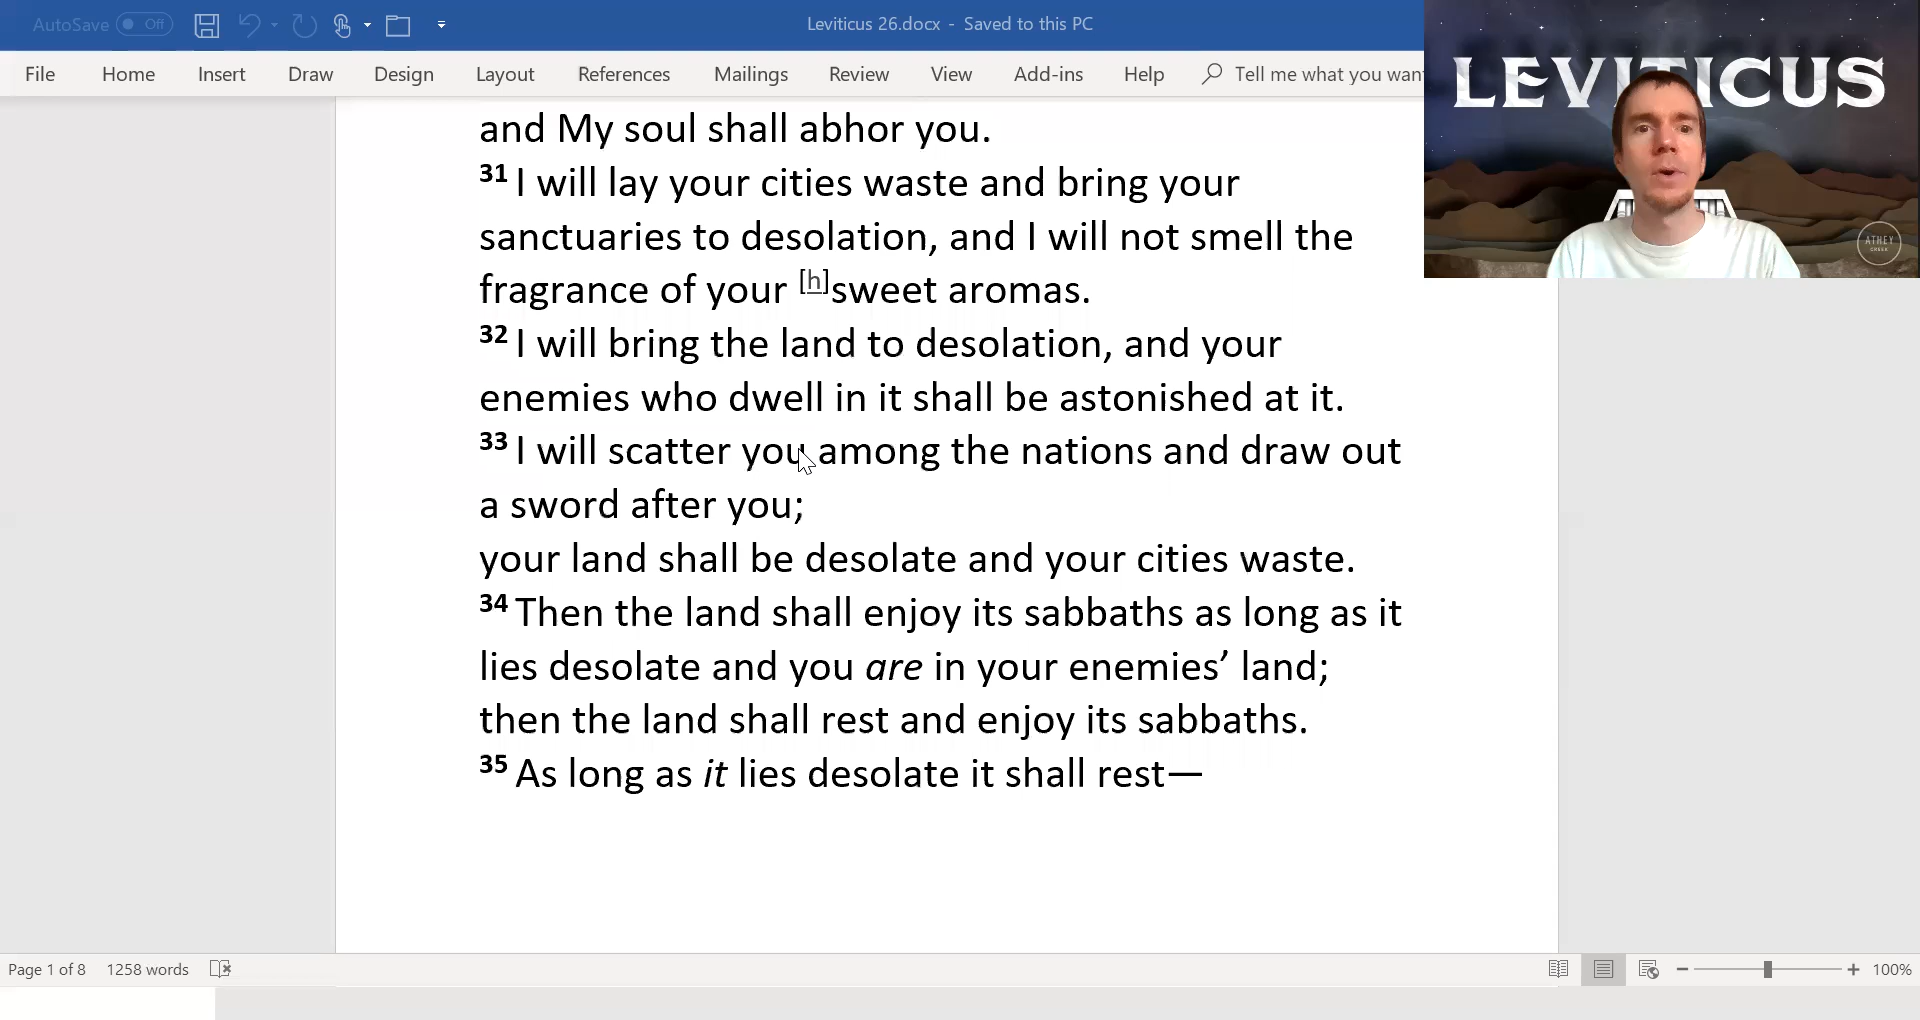 AutoSave Off
Leviticus 26.docx - Saved to this PC
File Home Insert Draw Design Layout References Mailings Review View Add-ins Help Tell me what you wan
LEVITICUS
ATHEY
CREEK
and My soul shall abhor you.
31 I will lay your cities waste and bring your
sanctuaries to desolation, and I will not smell the
fragrance of your [h]sweet aromas.
32 I will bring the land to desolation, and your
enemies who dwell in it shall be astonished at it.
33 I will scatter you among the nations and draw out
a sword after you;
your land shall be desolate and your cities waste.
34 Then the land shall enjoy its sabbaths as long as it
lies desolate and you are in your enemies’ land;
then the land shall rest and enjoy its sabbaths.
35 As long as it lies desolate it shall rest—
Page 1 of 8 1258 words
100%